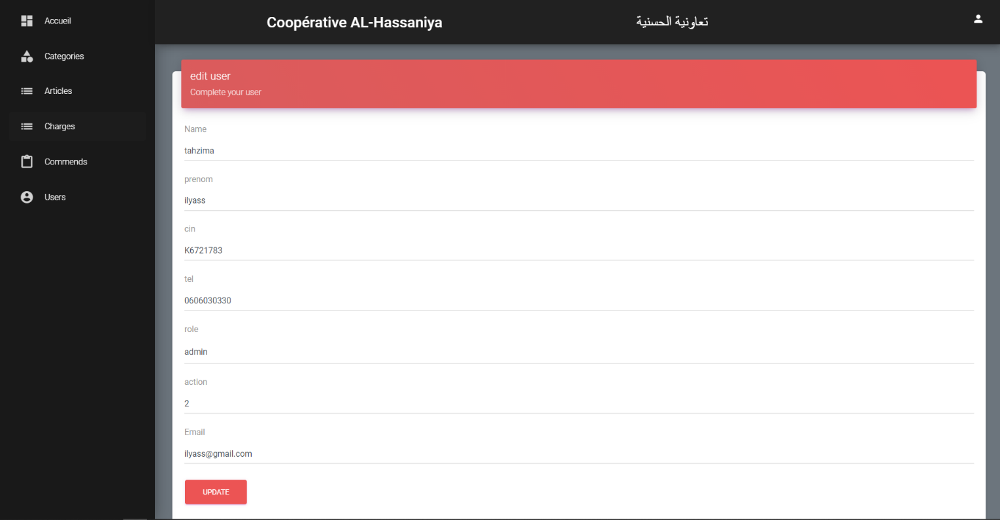 Accueil
Categories
Articles
Charges
Commends
Users
Coopérative AL-Hassaniya
تعاونية الحسنية
edit user
Complete your user
Name
tahzima
prenom
ilyass
cin
K6721783
tel
0606030330
role
admin
action
2
Email
ilyass@gmail.com
UPDATE